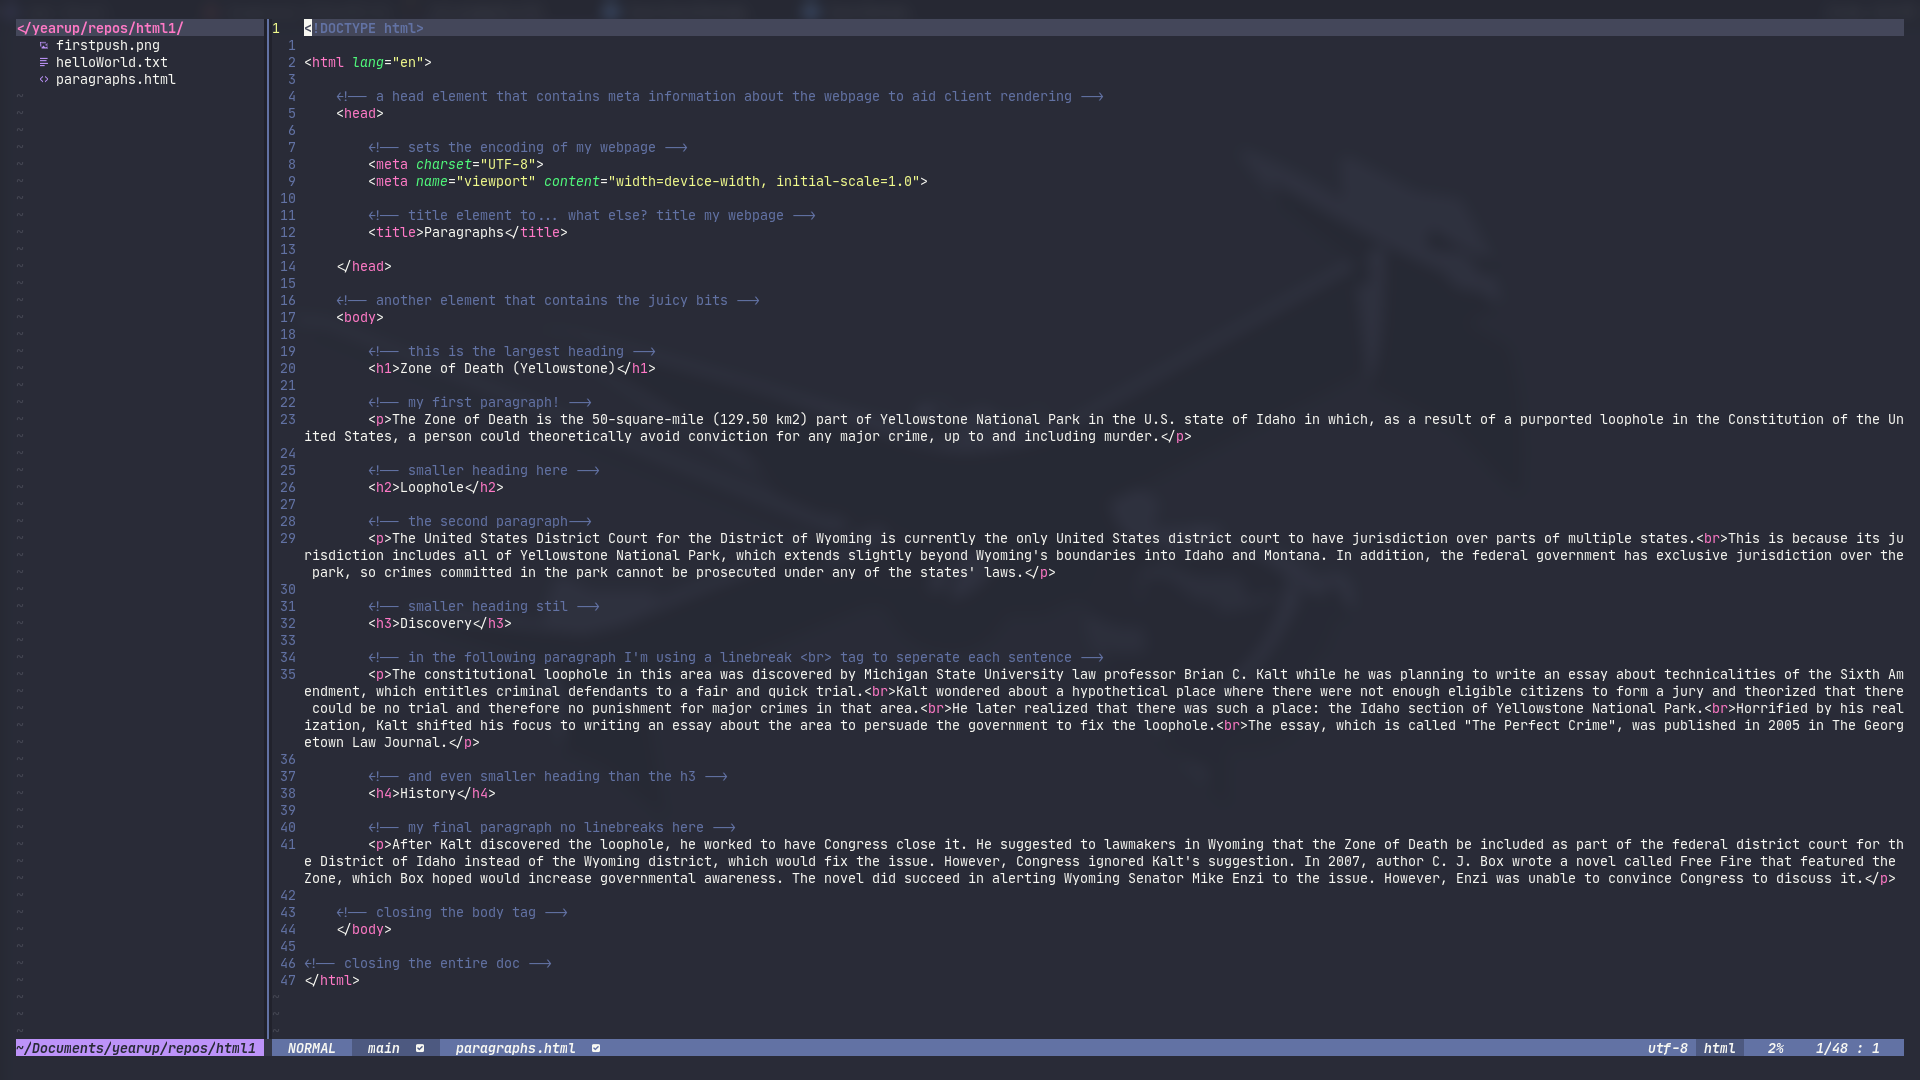 </yearup/repos/html1/
firstpush.png
helloWorld.txt
paragraphs.html
~/Documents/yearup/repos/html1
1 <!DOCTYPE html>
1
2 <html lang="en">
3
4 <!-- a head element that contains meta information about the webpage to aid client rendering -->
5 <head>
6
7 <!-- sets the encoding of my webpage -->
8 <meta charset="UTF-8">
9 <meta name="viewport" content="width=device-width, initial-scale=1.0">
10
11 <!-- title element to... what else? title my webpage -->
12 <title>Paragraphs</title>
13
14 </head>
15
16 <!-- another element that contains the juicy bits -->
17 <body>
18
19 <!-- this is the largest heading -->
20 <h1>Zone of Death (Yellowstone)</h1>
21
22 <!-- my first paragraph! -->
23 <p>The Zone of Death is the 50-square-mile (129.50 km2) part of Yellowstone National Park in the U.S. state of Idaho in which, as a result of a purported loophole in the Constitution of the Un
ited States, a person could theoretically avoid conviction for any major crime, up to and including murder.</p>
24
25 <!-- smaller heading here -->
26 <h2>Loophole</h2>
27
28 <!-- the second paragraph-->
29 <p>The United States District Court for the District of Wyoming is currently the only United States district court to have jurisdiction over parts of multiple states.<br>This is because its ju
risdiction includes all of Yellowstone National Park, which extends slightly beyond Wyoming's boundaries into Idaho and Montana. In addition, the federal government has exclusive jurisdiction over the
park, so crimes committed in the park cannot be prosecuted under any of the states' laws.</p>
30
31 <!-- smaller heading stil -->
32 <h3>Discovery</h3>
33
34 <!-- in the following paragraph I'm using a linebreak <br> tag to seperate each sentence -->
35 <p>The constitutional loophole in this area was discovered by Michigan State University law professor Brian C. Kalt while he was planning to write an essay about technicalities of the Sixth Am
endment, which entitles criminal defendants to a fair and quick trial.<br>Kalt wondered about a hypothetical place where there were not enough eligible citizens to form a jury and theorized that there
could be no trial and therefore no punishment for major crimes in that area.<br>He later realized that there was such a place: the Idaho section of Yellowstone National Park.<br>Horrified by his real
ization, Kalt shifted his focus to writing an essay about the area to persuade the government to fix the loophole.<br>The essay, which is called "The Perfect Crime", was published in 2005 in The Georg
etown Law Journal.</p>
36
37 <!-- and even smaller heading than the h3 -->
38 <h4>History</h4>
39
40 <!-- my final paragraph no linebreaks here -->
41 <p>After Kalt discovered the loophole, he worked to have Congress close it. He suggested to lawmakers in Wyoming that the Zone of Death be included as part of the federal district court for th
e District of Idaho instead of the Wyoming district, which would fix the issue. However, Congress ignored Kalt's suggestion. In 2007, author C. J. Box wrote a novel called Free Fire that featured the
Zone, which Box hoped would increase governmental awareness. The novel did succeed in alerting Wyoming Senator Mike Enzi to the issue. However, Enzi was unable to convince Congress to discuss it.</p>
42
43 <!-- closing the body tag -->
44 </body>
45
46 <!-- closing the entire doc -->
47 </html>
NORMAL main paragraphs.html utf-8 html 2% 1/48 : 1